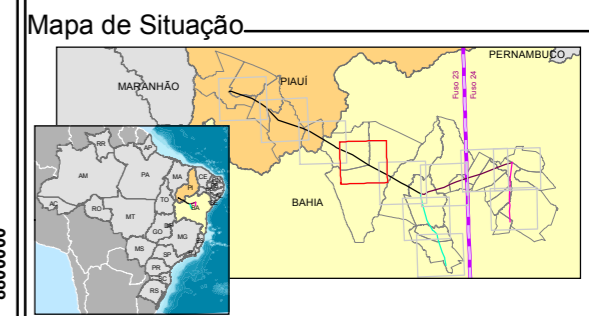 Mapa de Situação
PERNAMBUCO
MARANHÃO
PIAUÍ
Fuso 23
Fuso 24
BAHIA
RR
AP
AM
PA
MA
CE
PI
AC
RO
TO
BA
MT
GO
MG
ES
MS
SP
PR
SC
RS